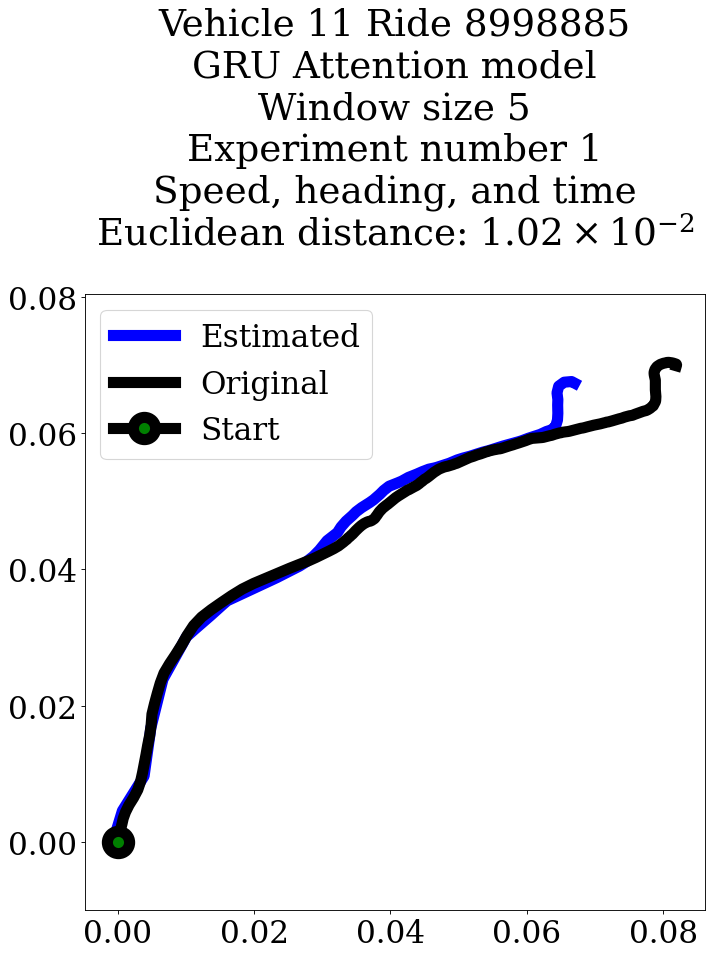 Vehicle 11 Ride 8998885
GRU Attention model
Window size 5
Experiment number 1
Speed, heading, and time
Euclidean distance: 1.02 × 10⁻²
0.08
0.06
0.04
0.02
0.00
Estimated
Original
Start
0.00 0.02 0.04 0.06 0.08